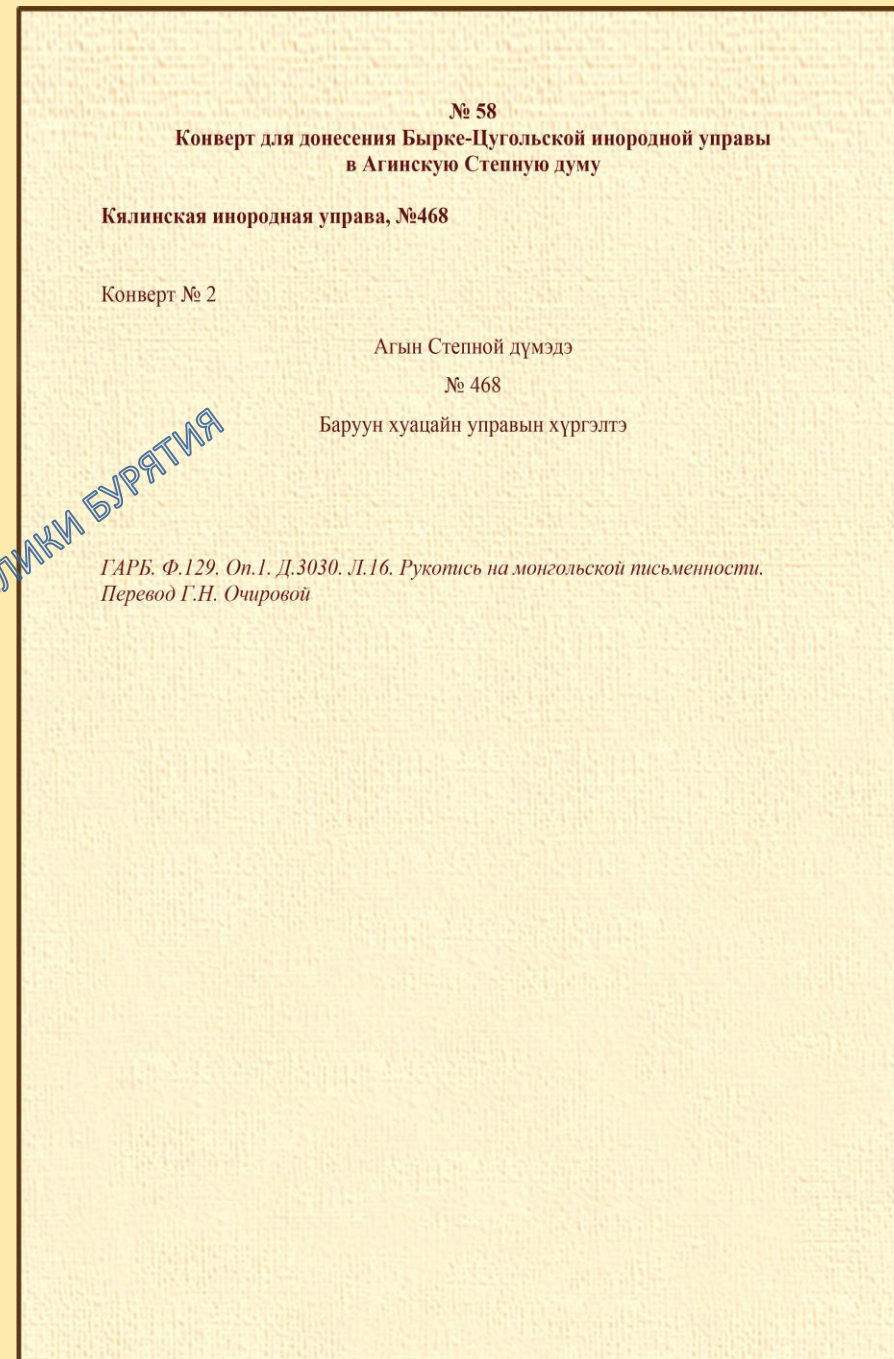 № 58
Конверт для донесения Бырке-Цугольской инородной управы
в Агинскую Степную думу
Кялинская инородная управа, №468
Конверт № 2
Агын Степной дүмэдэ
№ 468
Баруун хуацайн управын хүргэлтэ
БУРЯТИЯ
ГАРБ. Ф.129. Оп.1. Д.3030. Л.16. Рукопись на монгольской письменности.
Перевод Г.Н. Очировой